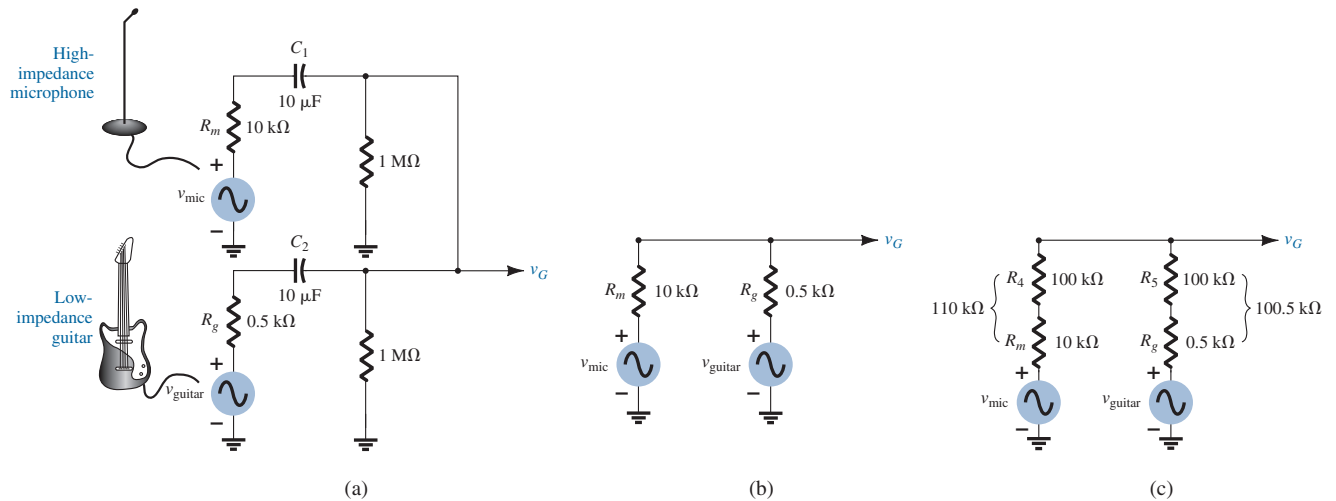 High-
impedance
microphone
C1
10 μF
Rm
10 kΩ
+
1 MΩ
vmic
−
C2
10 μF
vG
Low-
impedance
guitar
Rg
0.5 kΩ
+
1 MΩ
vguitar
−
(a)
vG
Rm
10 kΩ
Rg
0.5 kΩ
+
+
vmic
vguitar
−
−
(b)
vG
R4
100 kΩ
R5
100 kΩ
110 kΩ
100.5 kΩ
Rm
10 kΩ
Rg
0.5 kΩ
+
+
vmic
vguitar
−
−
(c)